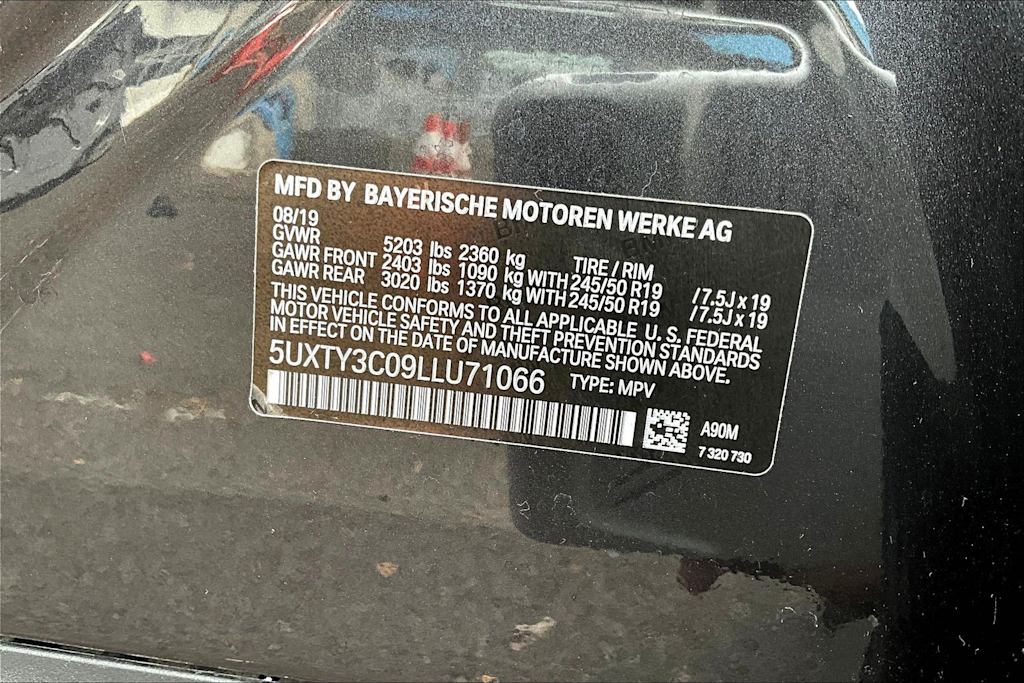 MFD BY BAYERISCHE MOTOREN WERKE AG
08/19
GVWR 5203 lbs 2360 kg TIRE / RIM
GAWR FRONT 2403 lbs 1090 kg WITH 245/50 R19 / 7.5J x 19
GAWR REAR 3020 lbs 1370 kg WITH 245/50 R19 / 7.5J x 19
THIS VEHICLE CONFORMS TO ALL APPLICABLE U. S. FEDERAL
MOTOR VEHICLE SAFETY AND THEFT PREVENTION STANDARDS
IN EFFECT ON THE DATE OF MANUFACTURE SHOWN ABOVE.
5UXTY3C09LLU71066 TYPE: MPV
A90M
7 320 730